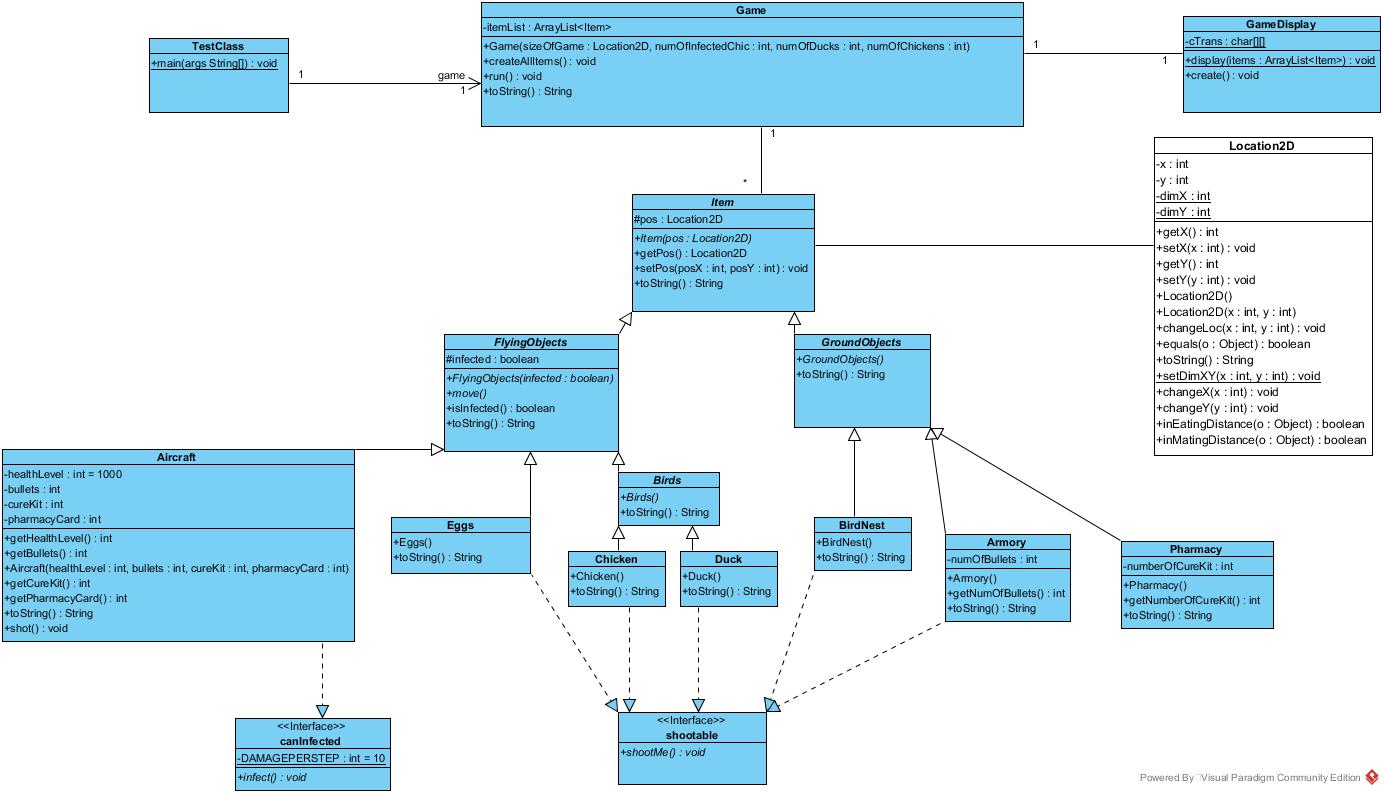 Game
-itemList : ArrayList<Item>
+Game(sizeOfGame : Location2D, numOfInfectedChic : int, numOfDucks : int, numOfChickens : int)
+createAllItems() : void
+run() : void
+toString() : String
TestClass
+main(args String[]) : void
1
game
1
GameDisplay
-cTrans : char[][]
+display(items : ArrayList<Item>) : void
+create() : void
1
1
1
*
Location2D
-x : int
-y : int
-dimX : int
-dimY : int
+getX() : int
+setX(x : int) : void
+getY() : int
+setY(y : int) : void
+Location2D()
+Location2D(x : int, y : int)
+changeLoc(x : int, y : int) : void
+equals(o : Object) : boolean
+toString() : String
+setDimXY(x : int, y : int) : void
+changeX(x : int) : void
+changeY(y : int) : void
+inEatingDistance(o : Object) : boolean
+inMatingDistance(o : Object) : boolean
Item
#pos : Location2D
+Item(pos : Location2D)
+getPos() : Location2D
+setPos(posX : int, posY : int) : void
+toString() : String
FlyingObjects
#infected : boolean
+FlyingObjects(infected : boolean)
+move()
+isInfected() : boolean
+toString() : String
GroundObjects
+GroundObjects()
+toString() : String
Aircraft
-healthLevel : int = 1000
-bullets : int
-cureKit : int
-pharmacyCard : int
+getHealthLevel() : int
+getBullets() : int
+Aircraft(healthLevel : int, bullets : int, cureKit : int, pharmacyCard : int)
+getCureKit() : int
+getPharmacyCard() : int
+toString() : String
+shot() : void
Birds
+Birds()
+toString() : String
Eggs
+Eggs()
+toString() : String
Chicken
+Chicken()
+toString() : String
Duck
+Duck()
+toString() : String
BirdNest
+BirdNest()
+toString() : String
Armory
-numOfBullets : int
+Armory()
+getNumOfBullets() : int
+toString() : String
Pharmacy
-numberOfCureKit : int
+Pharmacy()
+getNumberOfCureKit() : int
+toString() : String
<<Interface>>
canInfected
-DAMAGEPERSTEP : int = 10
+infect() : void
<<Interface>>
shootable
+shootMe() : void
Powered By Visual Paradigm Community Edition